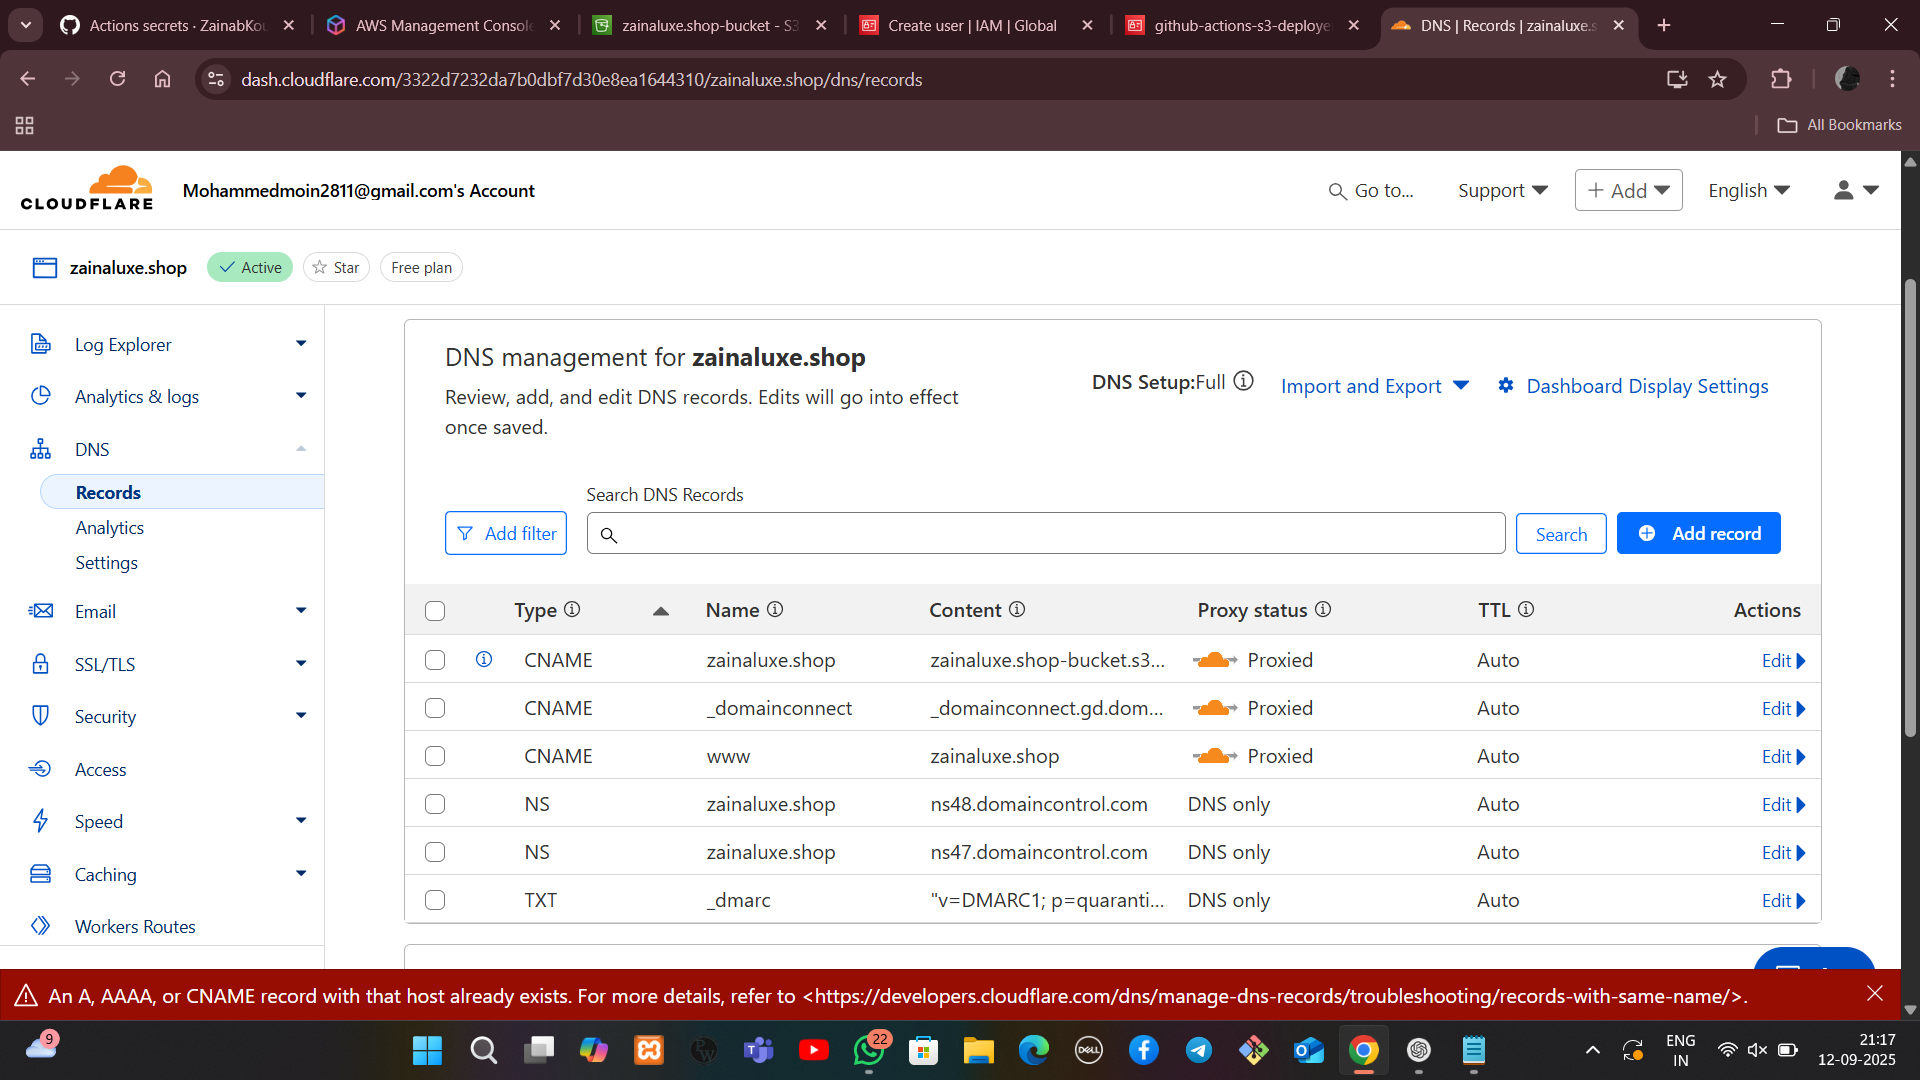 Actions secrets · ZainabKou
AWS Management Console
zainaluxe.shop-bucket - S3
Create user | IAM | Global
github-actions-s3-deploye
DNS | Records | zainaluxe.s
dash.cloudflare.com/3322d7232da7b0dbf7d30e8ea1644310/zainaluxe.shop/dns/records
All Bookmarks
CLOUDFLARE
Mohammedmoin2811@gmail.com's Account
Go to...
Support
+ Add
English
zainaluxe.shop
Active
Star
Free plan
Log Explorer
Analytics & logs
DNS
Records
Analytics
Settings
Email
SSL/TLS
Security
Access
Speed
Caching
Workers Routes
DNS management for zainaluxe.shop
Review, add, and edit DNS records. Edits will go into effect
once saved.
DNS Setup:Full
Import and Export
Dashboard Display Settings
Search DNS Records
Add filter
Search
Add record
Type Name Content Proxy status TTL Actions
CNAME zainaluxe.shop zainaluxe.shop-bucket.s3... Proxied Auto Edit
CNAME _domainconnect _domainconnect.gd.dom... Proxied Auto Edit
CNAME www zainaluxe.shop Proxied Auto Edit
NS zainaluxe.shop ns48.domaincontrol.com DNS only Auto Edit
NS zainaluxe.shop ns47.domaincontrol.com DNS only Auto Edit
TXT _dmarc "v=DMARC1; p=quaranti... DNS only Auto Edit
An A, AAAA, or CNAME record with that host already exists. For more details, refer to <https://developers.cloudflare.com/dns/manage-dns-records/troubleshooting/records-with-same-name/>.
9
22
DELL
ENG
IN
21:17
12-09-2025